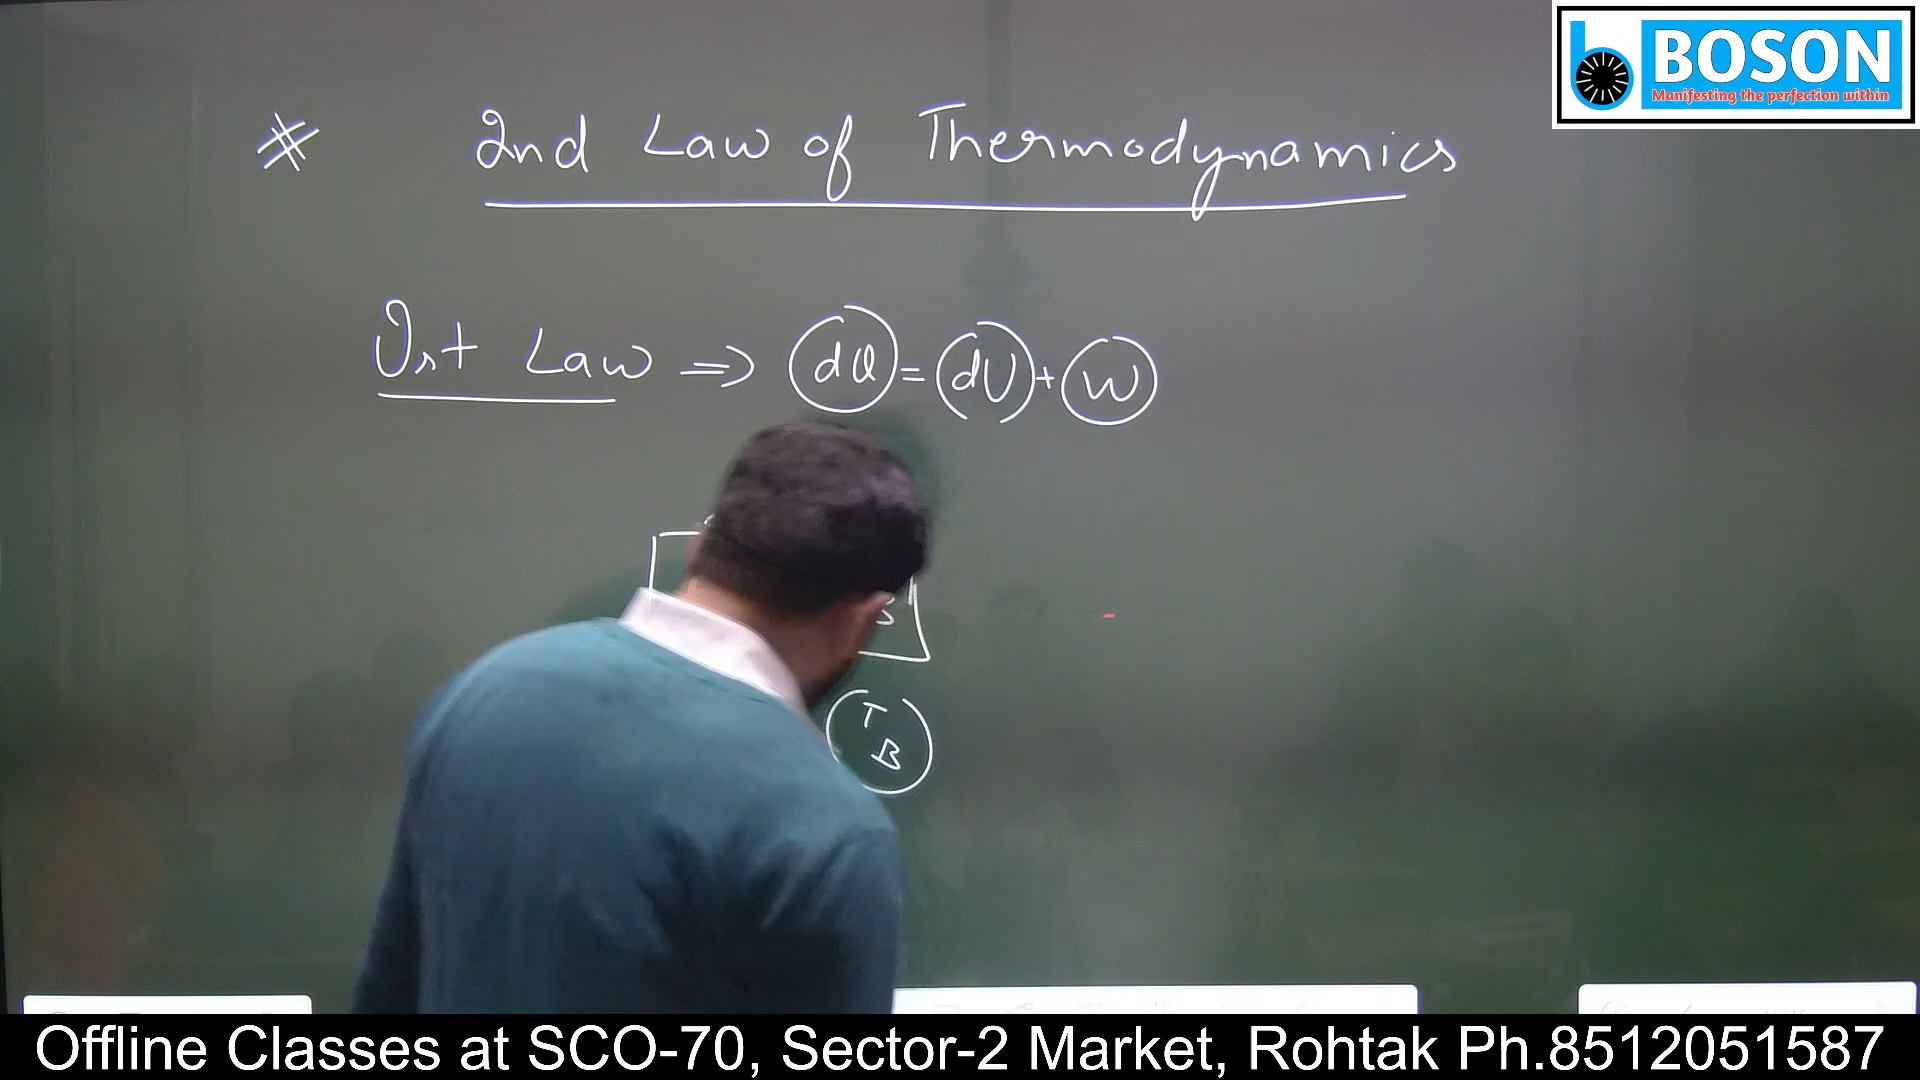 BOSON
Manifesting the perfection within
2nd Law of Thermodynamics
Ist Law ⇒ dQ = dU + W
B
T
B
Offline Classes at SCO-70, Sector-2 Market, Rohtak Ph.8512051587